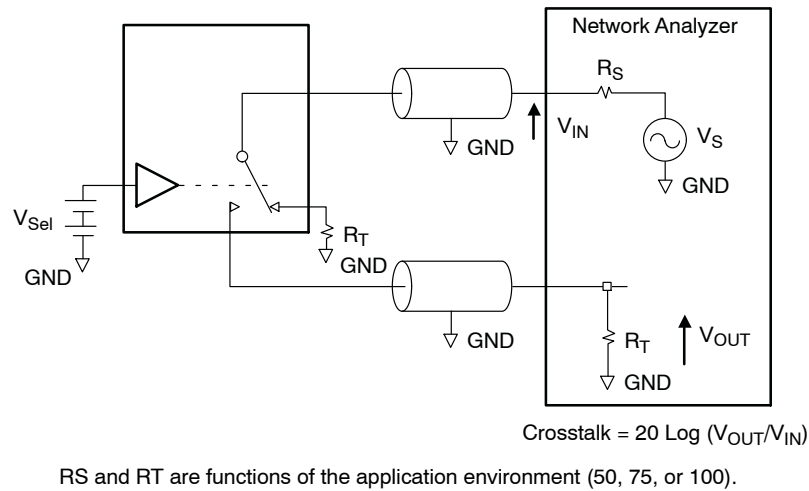 Network Analyzer
R_S
V_IN
GND
V_S
GND
V_Sel
R_T
GND
GND
V_OUT
R_T
GND
GND
Crosstalk = 20 Log (V_OUT/V_IN)
RS and RT are functions of the application environment (50, 75, or 100).